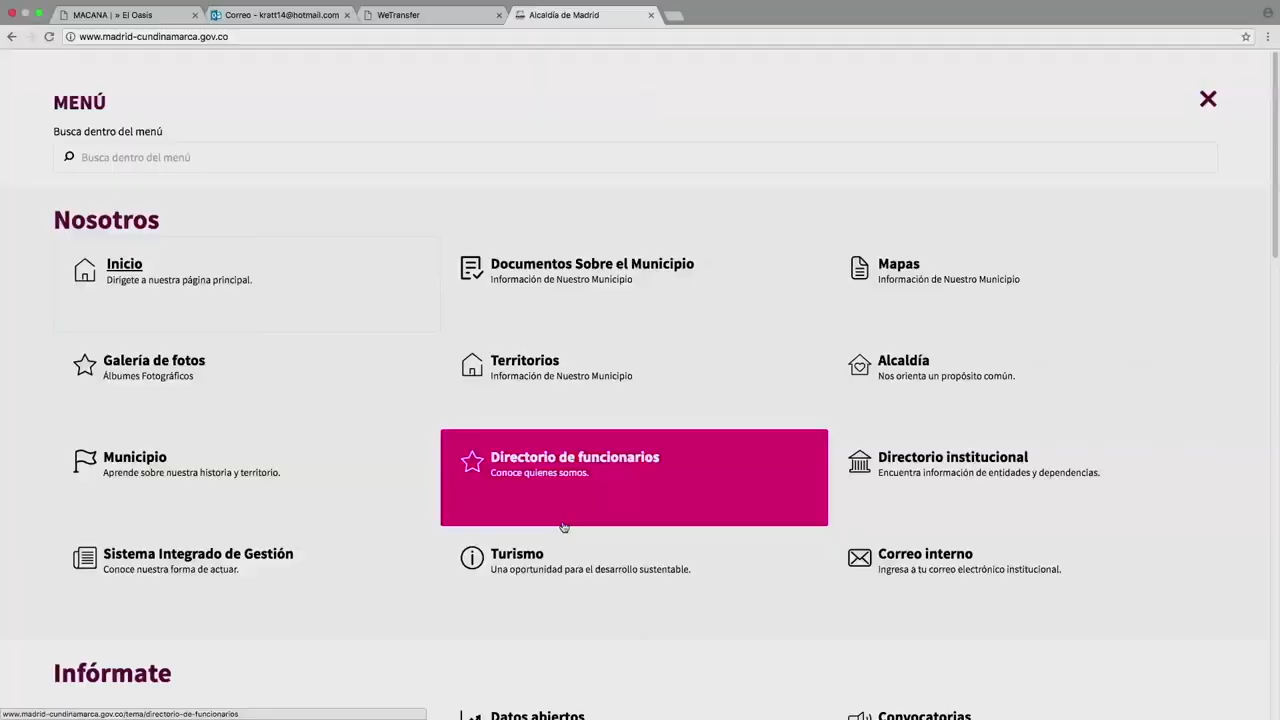 MACANA | » El Oasis
Correo - kratt14@hotmail.com
WeTransfer
Alcaldía de Madrid
www.madrid-cundinamarca.gov.co
MENÚ
Busca dentro del menú
Busca dentro del menú
Nosotros
Inicio
Dirígete a nuestra página principal.
Documentos Sobre el Municipio
Información de Nuestro Municipio
Mapas
Información de Nuestro Municipio
Galería de fotos
Álbumes Fotográficos
Territorios
Información de Nuestro Municipio
Alcaldía
Nos orienta un propósito común.
Municipio
Aprende sobre nuestra historia y territorio.
Directorio de funcionarios
Conoce quienes somos.
Directorio institucional
Encuentra información de entidades y dependencias.
Sistema Integrado de Gestión
Conoce nuestra forma de actuar.
Turismo
Una oportunidad para el desarrollo sustentable.
Correo interno
Ingresa a tu correo electrónico institucional.
Infórmate
Datos abiertos
Convocatorias
www.madrid-cundinamarca.gov.co/tema/directorio-de-funcionarios